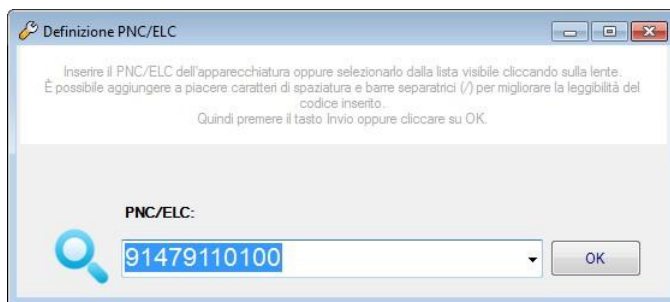 Definizione PNC/ELC
Inserire il PNC/ELC dell'apparecchiatura oppure selezionarlo dalla lista visibile cliccando sulla lente.
È possibile aggiungere a piacere caratteri di spaziatura e barre separatrici (/) per migliorare la leggibilità del
codice inserito.
Quindi premere il tasto Invio oppure cliccare su OK.
PNC/ELC:
91479110100
OK